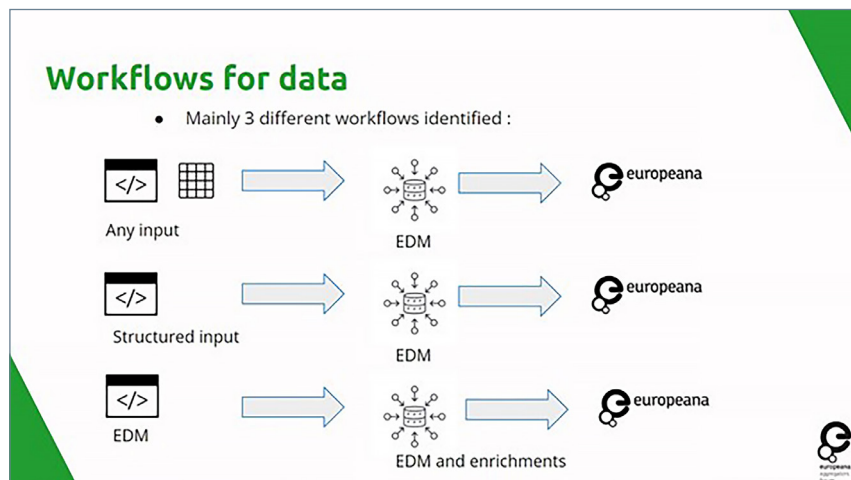 Workflows for data
● Mainly 3 different workflows identified :
</> europeana
Any input
EDM
</> europeana
Structured input
EDM
</> europeana
EDM
EDM and enrichments
europeana